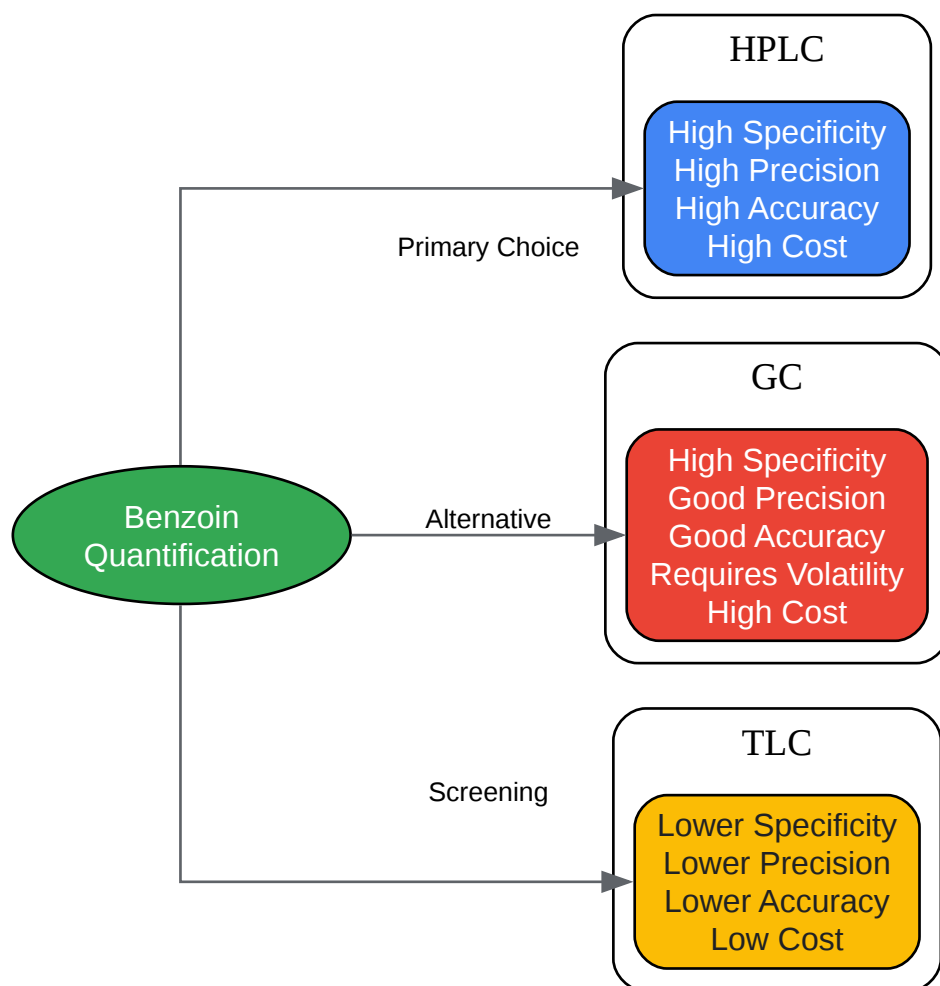 HPLC
High Specificity
High Precision
High Accuracy
High Cost
Primary Choice
GC
High Specificity
Good Precision
Good Accuracy
Requires Volatility
High Cost
Benzoin
Quantification
Alternative
TLC
Screening
Lower Specificity
Lower Precision
Lower Accuracy
Low Cost